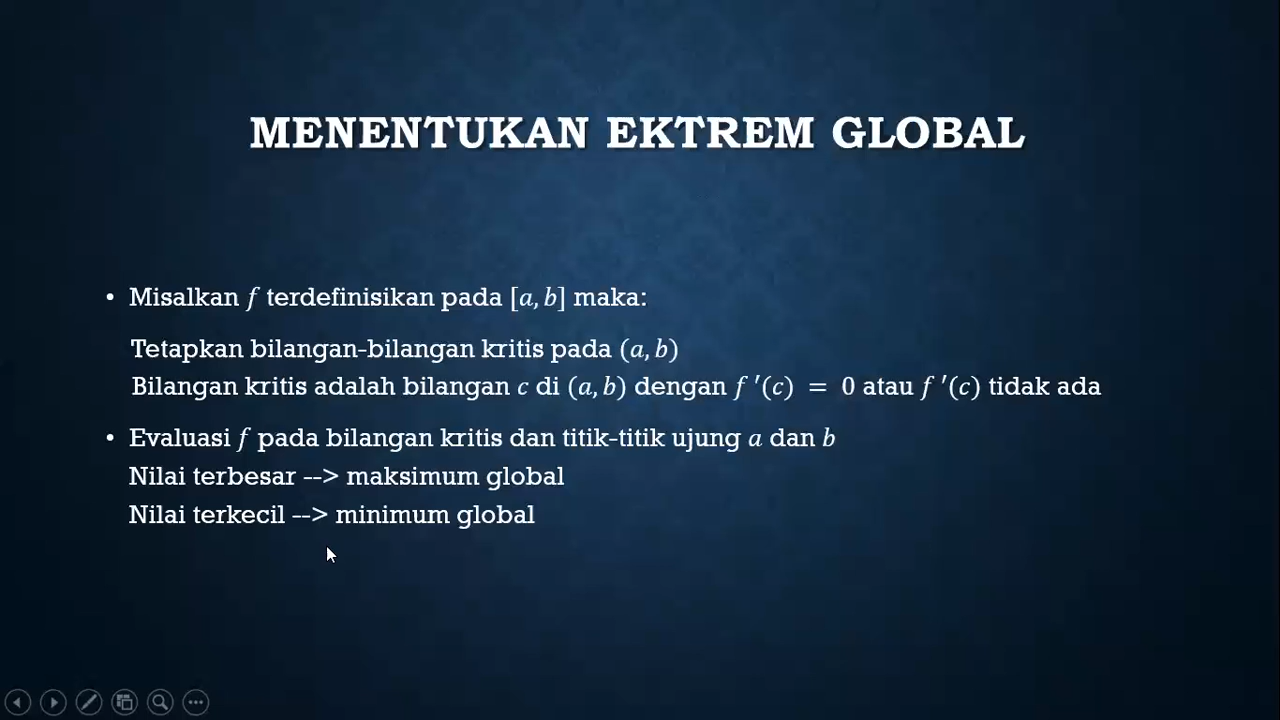 MENENTUKAN EKTREM GLOBAL
• Misalkan f terdefinisikan pada [a, b] maka:
Tetapkan bilangan-bilangan kritis pada (a, b)
Bilangan kritis adalah bilangan c di (a, b) dengan f ′(c) = 0 atau f ′(c) tidak ada
• Evaluasi f pada bilangan kritis dan titik-titik ujung a dan b
Nilai terbesar --> maksimum global
Nilai terkecil --> minimum global